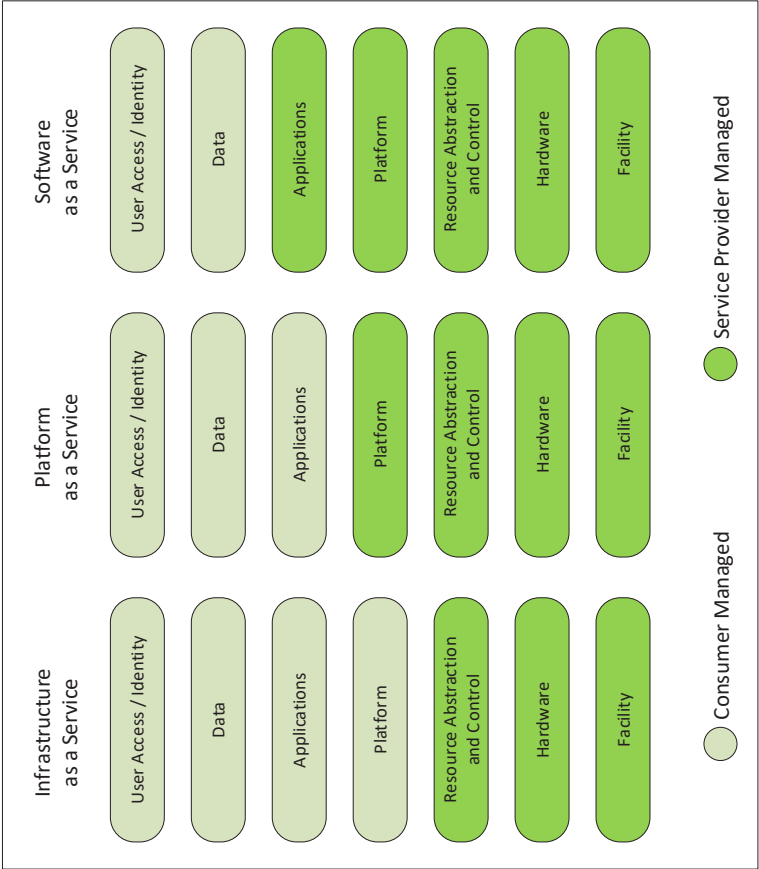 Infrastructure
as a Service
User Access / Identity
Data
Applications
Platform
Resource Abstraction
and Control
Hardware
Facility
Platform
as a Service
User Access / Identity
Data
Applications
Platform
Resource Abstraction
and Control
Hardware
Facility
Software
as a Service
User Access / Identity
Data
Applications
Platform
Resource Abstraction
and Control
Hardware
Facility
Consumer Managed
Service Provider Managed